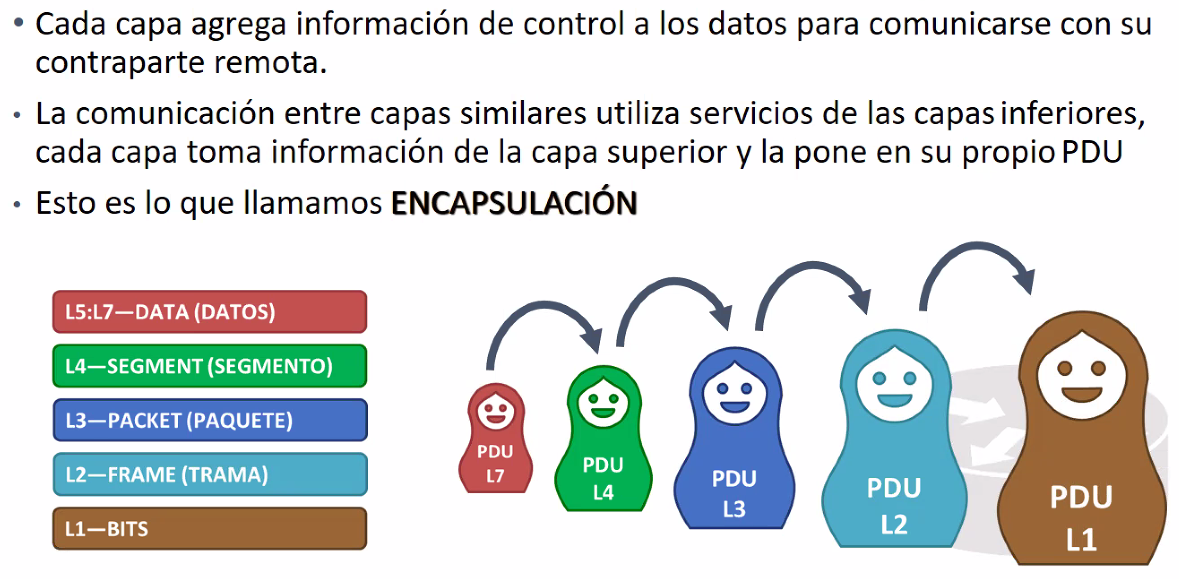 • Cada capa agrega información de control a los datos para comunicarse con su
contraparte remota.
• La comunicación entre capas similares utiliza servicios de las capas inferiores,
cada capa toma información de la capa superior y la pone en su propio PDU
• Esto es lo que llamamos ENCAPSULACIÓN
L5:L7—DATA (DATOS)
L4—SEGMENT (SEGMENTO)
L3—PACKET (PAQUETE)
L2—FRAME (TRAMA)
L1—BITS
PDU
L7
PDU
L4
PDU
L3
PDU
L2
PDU
L1